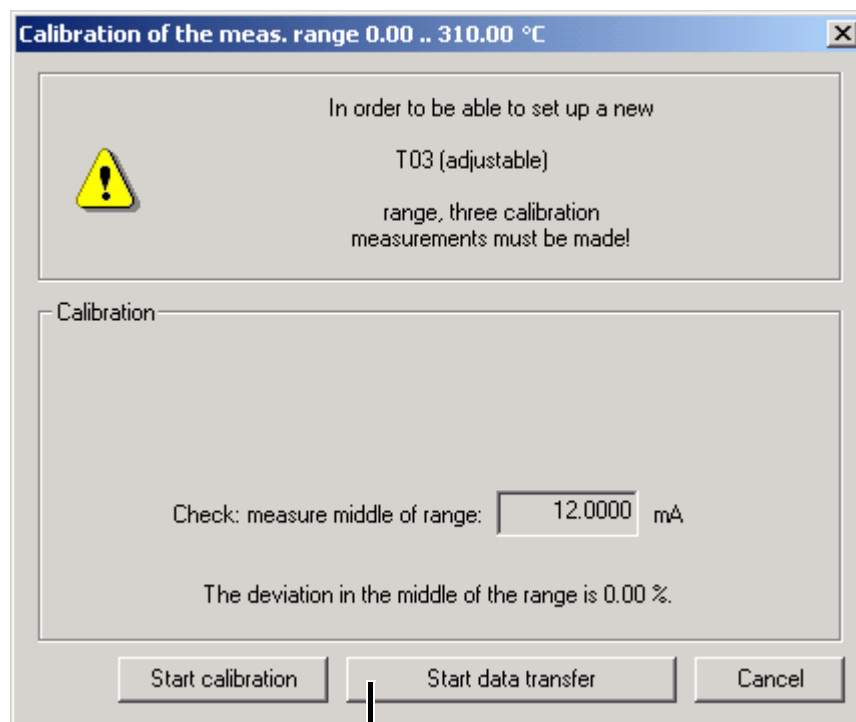 Calibration of the meas. range 0.00 .. 310.00 °C
In order to be able to set up a new
T03 (adjustable)
range, three calibration
measurements must be made!
Calibration
Check: measure middle of range: 12.0000 mA
The deviation in the middle of the range is 0.00 %.
Start calibration Start data transfer Cancel